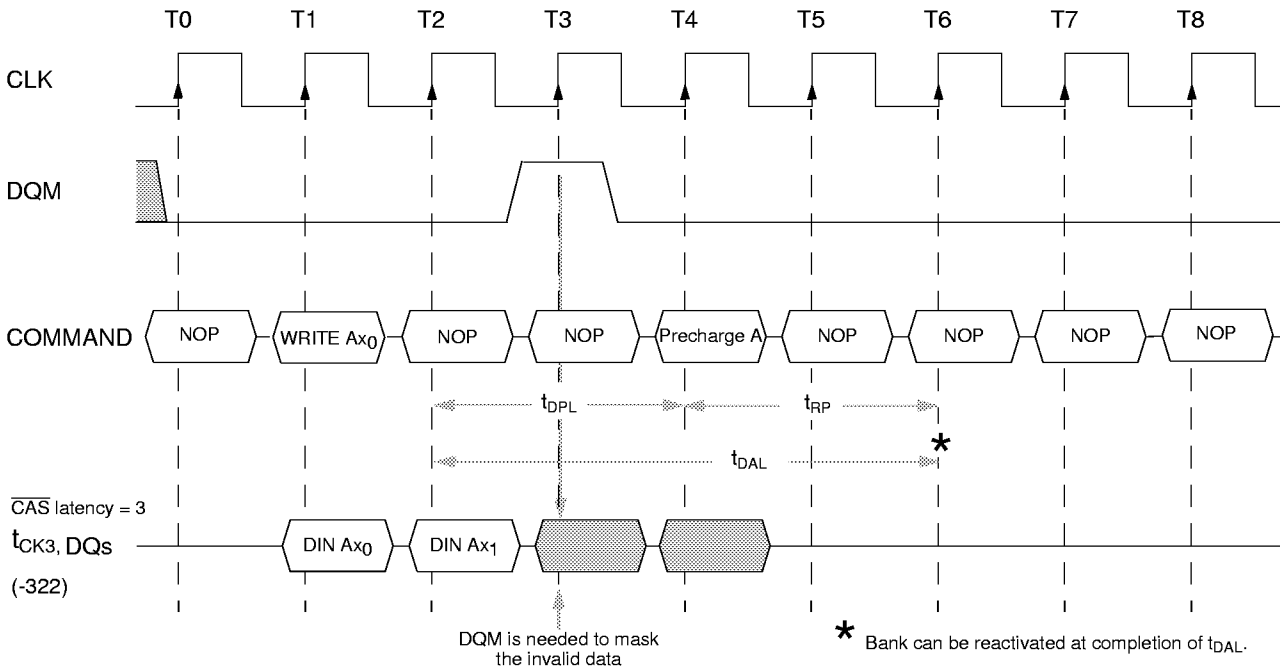 T0 T1 T2 T3 T4 T5 T6 T7 T8
CLK
DQM
COMMAND NOP WRITE Ax0 NOP NOP Precharge A NOP NOP NOP NOP
tDPL tRP
*
tDAL
CAS latency = 3
tCK3, DQs DIN Ax0 DIN Ax1
(-322)
DQM is needed to mask
the invalid data
* Bank can be reactivated at completion of tDAL.